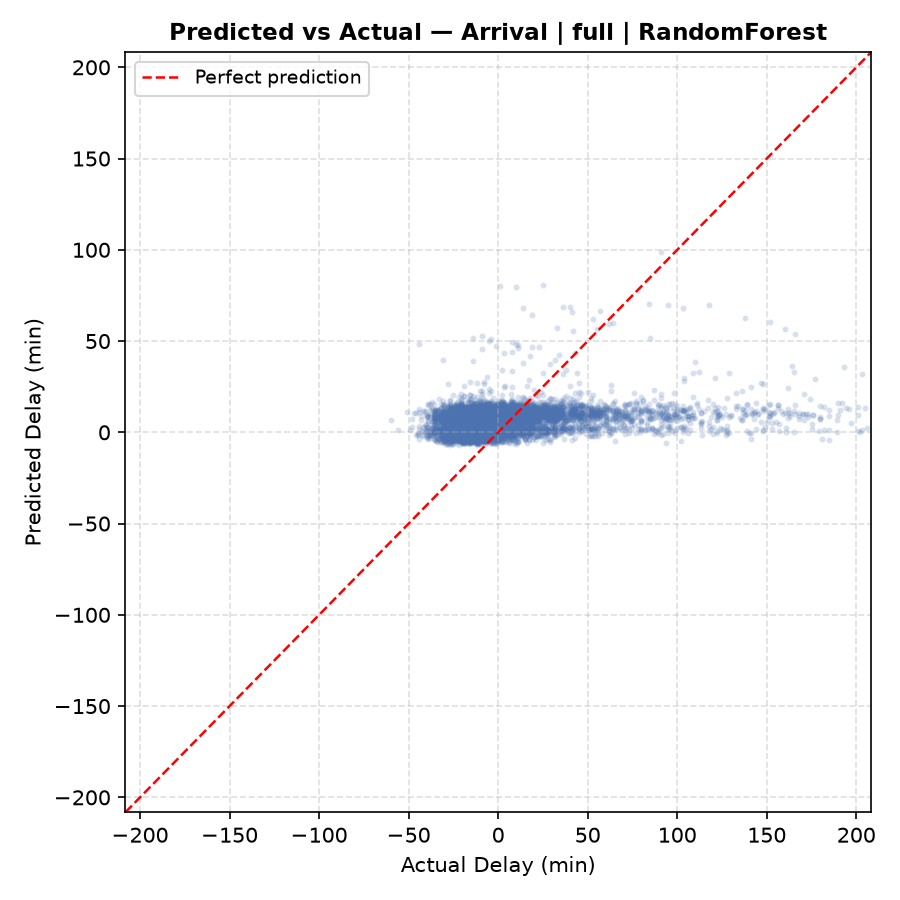 Predicted vs Actual — Arrival | full | RandomForest
Perfect prediction
200
150
100
50
0
−50
−100
−150
−200
Predicted Delay (min)
−200 −150 −100 −50 0 50 100 150 200
Actual Delay (min)